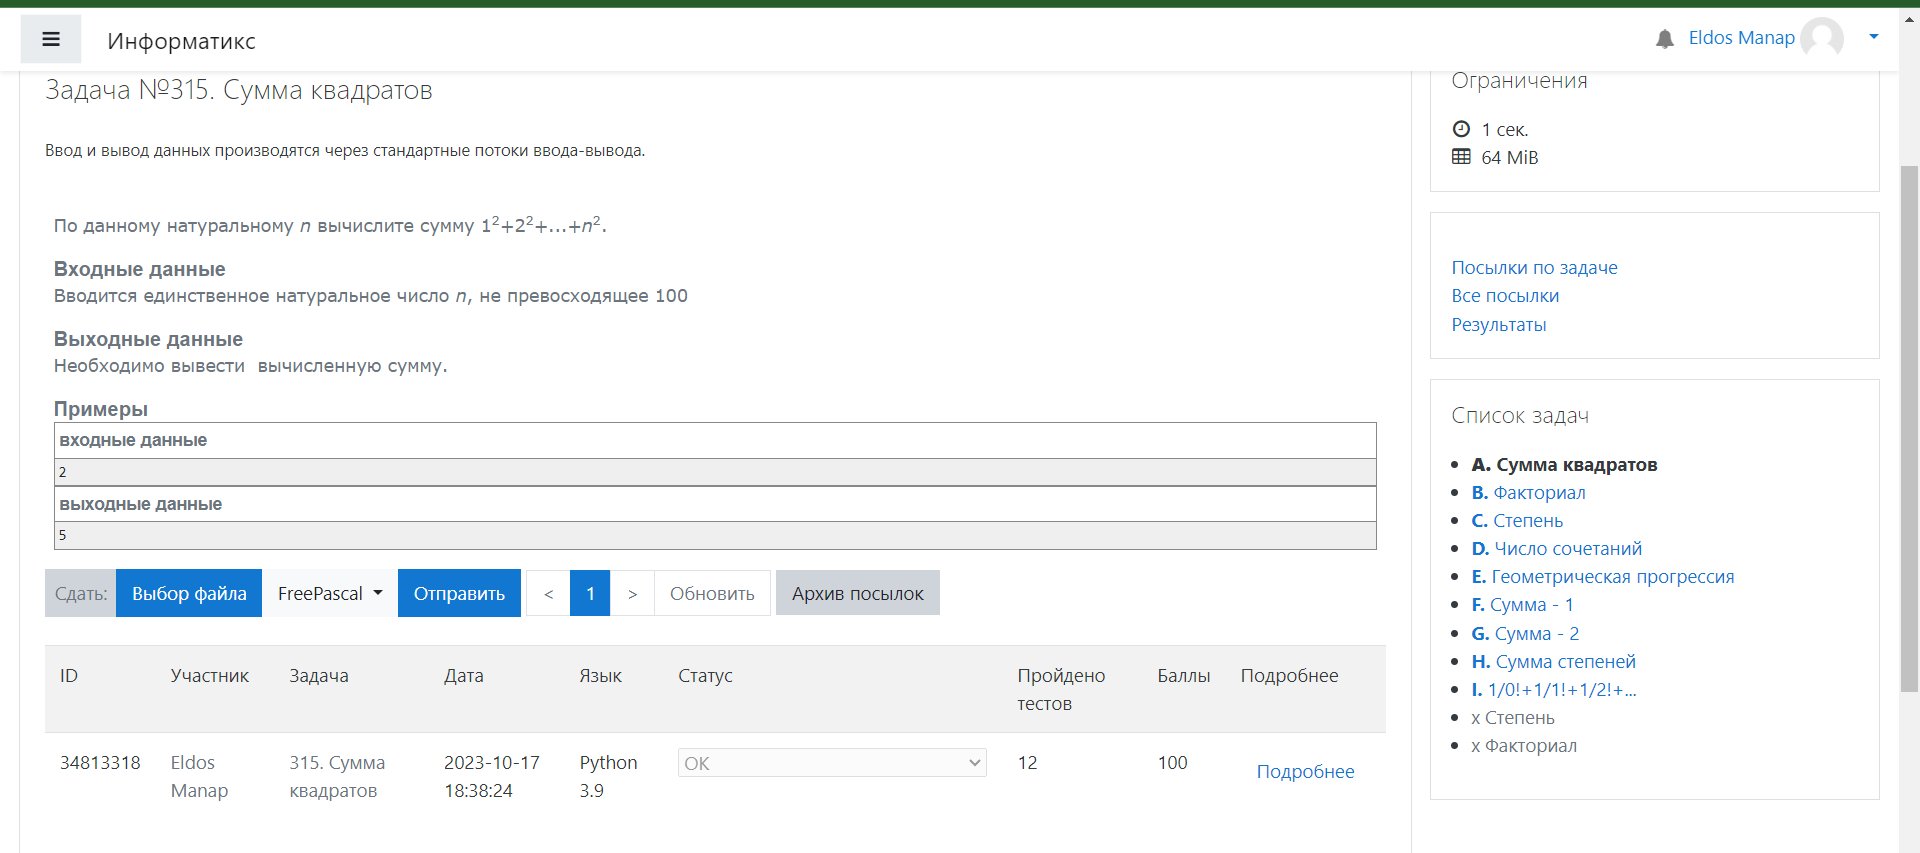 Информатикс
Eldos Manap
Задача №315. Сумма квадратов
Ввод и вывод данных производятся через стандартные потоки ввода-вывода.
По данному натуральному n вычислите сумму 1²+2²+...+n².
Входные данные
Вводится единственное натуральное число n, не превосходящее 100
Выходные данные
Необходимо вывести вычисленную сумму.
Примеры
входные данные
2
выходные данные
5
Сдать: Выбор файла FreePascal Отправить < 1 > Обновить Архив посылок
ID Участник Задача Дата Язык Статус Пройдено тестов Баллы Подробнее
34813318 Eldos Manap 315. Сумма квадратов 2023-10-17 18:38:24 Python 3.9 OK 12 100 Подробнее
Ограничения
1 сек.
64 MiB
Посылки по задаче
Все посылки
Результаты
Список задач
A. Сумма квадратов
B. Факториал
C. Степень
D. Число сочетаний
E. Геометрическая прогрессия
F. Сумма - 1
G. Сумма - 2
H. Сумма степеней
I. 1/0!+1/1!+1/2!+...
x Степень
x Факториал